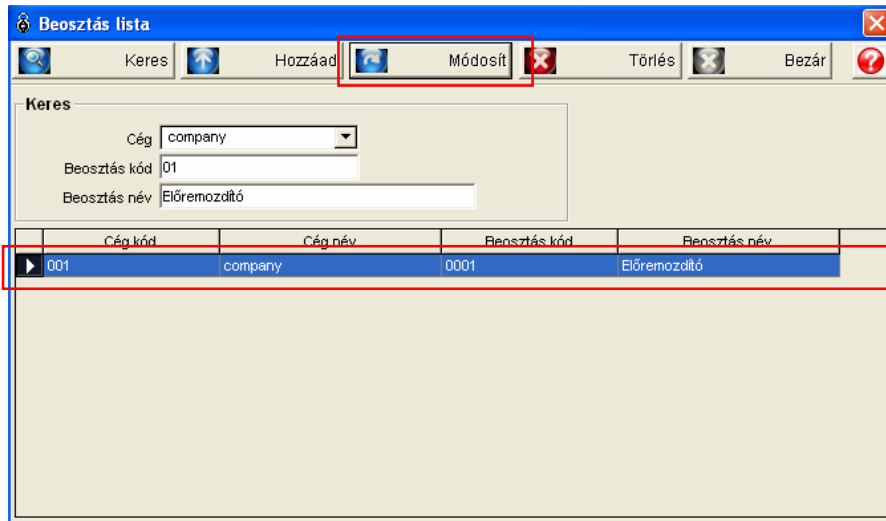 Beosztás lista
Keres Hozzáad Módosít Törlés Bezár
Keres
Cég company
Beosztás kód 01
Beosztás név Előremozdító
Cég kód Cég név Beosztás kód Beosztás név
001 company 0001 Előremozdító